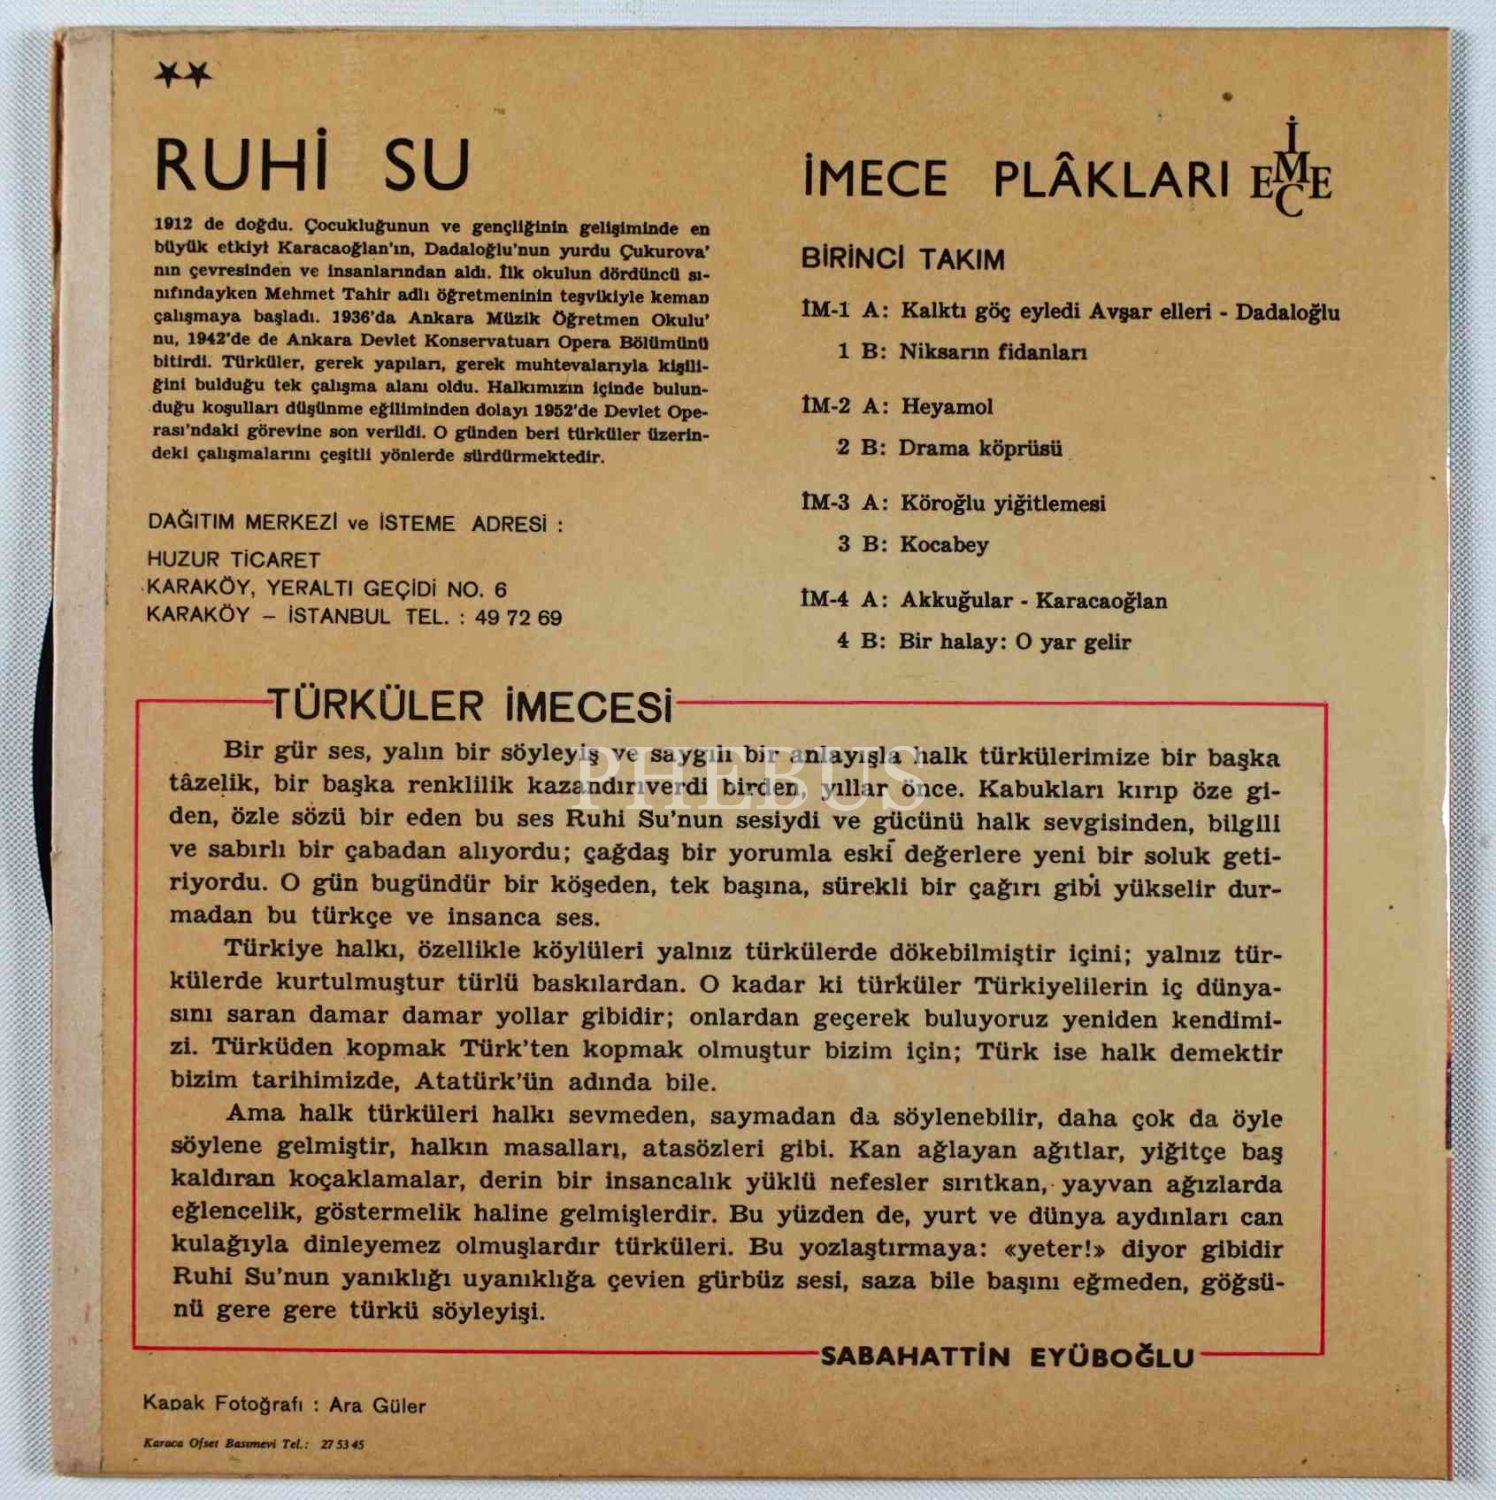 RUHİ SU
1912 de doğdu. Çocukluğunun ve gençliğinin gelişiminde en
büyük etkiyi Karacaoğlan'ın, Dadaloğlu'nun yurdu Çukurova'
nın çevresinden ve insanlarından aldı. İlk okulun dördüncü sı-
nıfındayken Mehmet Tahir adlı öğretmeninin teşvikiyle keman
çalışmaya başladı. 1936'da Ankara Müzik Öğretmen Okulu'
nu, 1942'de de Ankara Devlet Konservatuarı Opera Bölümünü
bitirdi. Türküler, gerek yapıları, gerek muhtevalarıyla kişili-
ğini bulduğu tek çalışma alanı oldu. Halkımızın içinde bulun-
duğu koşulları düşünme eğiliminden dolayı 1952'de Devlet Ope-
rası'ndaki görevine son verildi. O günden beri türküler üzerin-
deki çalışmalarını çeşitli yönlerde sürdürmektedir.
DAĞITIM MERKEZİ ve İSTEME ADRESİ :
HUZUR TİCARET
KARAKÖY, YERALTI GEÇİDİ NO. 6
KARAKÖY – İSTANBUL TEL. : 49 72 69
İMECE PLÂKLARI İMECE
BİRİNCİ TAKIM
İM-1 A: Kalktı göç eyledi Avşar elleri - Dadaloğlu
1 B: Niksarın fidanları
İM-2 A: Heyamol
2 B: Drama köprüsü
İM-3 A: Köroğlu yiğitlemesi
3 B: Kocabey
İM-4 A: Akkuğular - Karacaoğlan
4 B: Bir halay: O yar gelir
TÜRKÜLER İMECESİ
Bir gür ses, yalın bir söyleyiş ve saygılı bir anlayışla halk türkülerimize bir başka
tâzelik, bir başka renklilik kazandırıverdi birden, yıllar önce. Kabukları kırıp öze gi-
den, özle sözü bir eden bu ses Ruhi Su'nun sesiydi ve gücünü halk sevgisinden, bilgili
ve sabırlı bir çabadan alıyordu; çağdaş bir yorumla eski değerlere yeni bir soluk geti-
riyordu. O gün bugündür bir köşeden, tek başına, sürekli bir çağırı gibi yükselir dur-
madan bu türkçe ve insanca ses.
Türkiye halkı, özellikle köylüleri yalnız türkülerde dökebilmiştir içini; yalnız tür-
külerde kurtulmuştur türlü baskılardan. O kadar ki türküler Türkiyelilerin iç dünya-
sını saran damar damar yollar gibidir; onlardan geçerek buluyoruz yeniden kendimi-
zi. Türküden kopmak Türk'ten kopmak olmuştur bizim için; Türk ise halk demektir
bizim tarihimizde, Atatürk'ün adında bile.
Ama halk türküleri halkı sevmeden, saymadan da söylenebilir, daha çok da öyle
söylene gelmiştir, halkın masalları, atasözleri gibi. Kan ağlayan ağıtlar, yiğitçe baş
kaldıran koçaklamalar, derin bir insancalık yüklü nefesler sırıtkan, yayvan ağızlarda
eğlencelik, göstermelik haline gelmişlerdir. Bu yüzden de, yurt ve dünya aydınları can
kulağıyla dinleyemez olmuşlardır türküleri. Bu yozlaştırmaya: «yeter!» diyor gibidir
Ruhi Su'nun yanıklığı uyanıklığa çevien gürbüz sesi, saza bile başını eğmeden, göğsü-
nü gere gere türkü söyleyişi.
SABAHATTİN EYÜBOĞLU
Kapak Fotoğrafı : Ara Güler
Karaca Ofset Basımevi Tel.: 27 53 45
PHEBUS